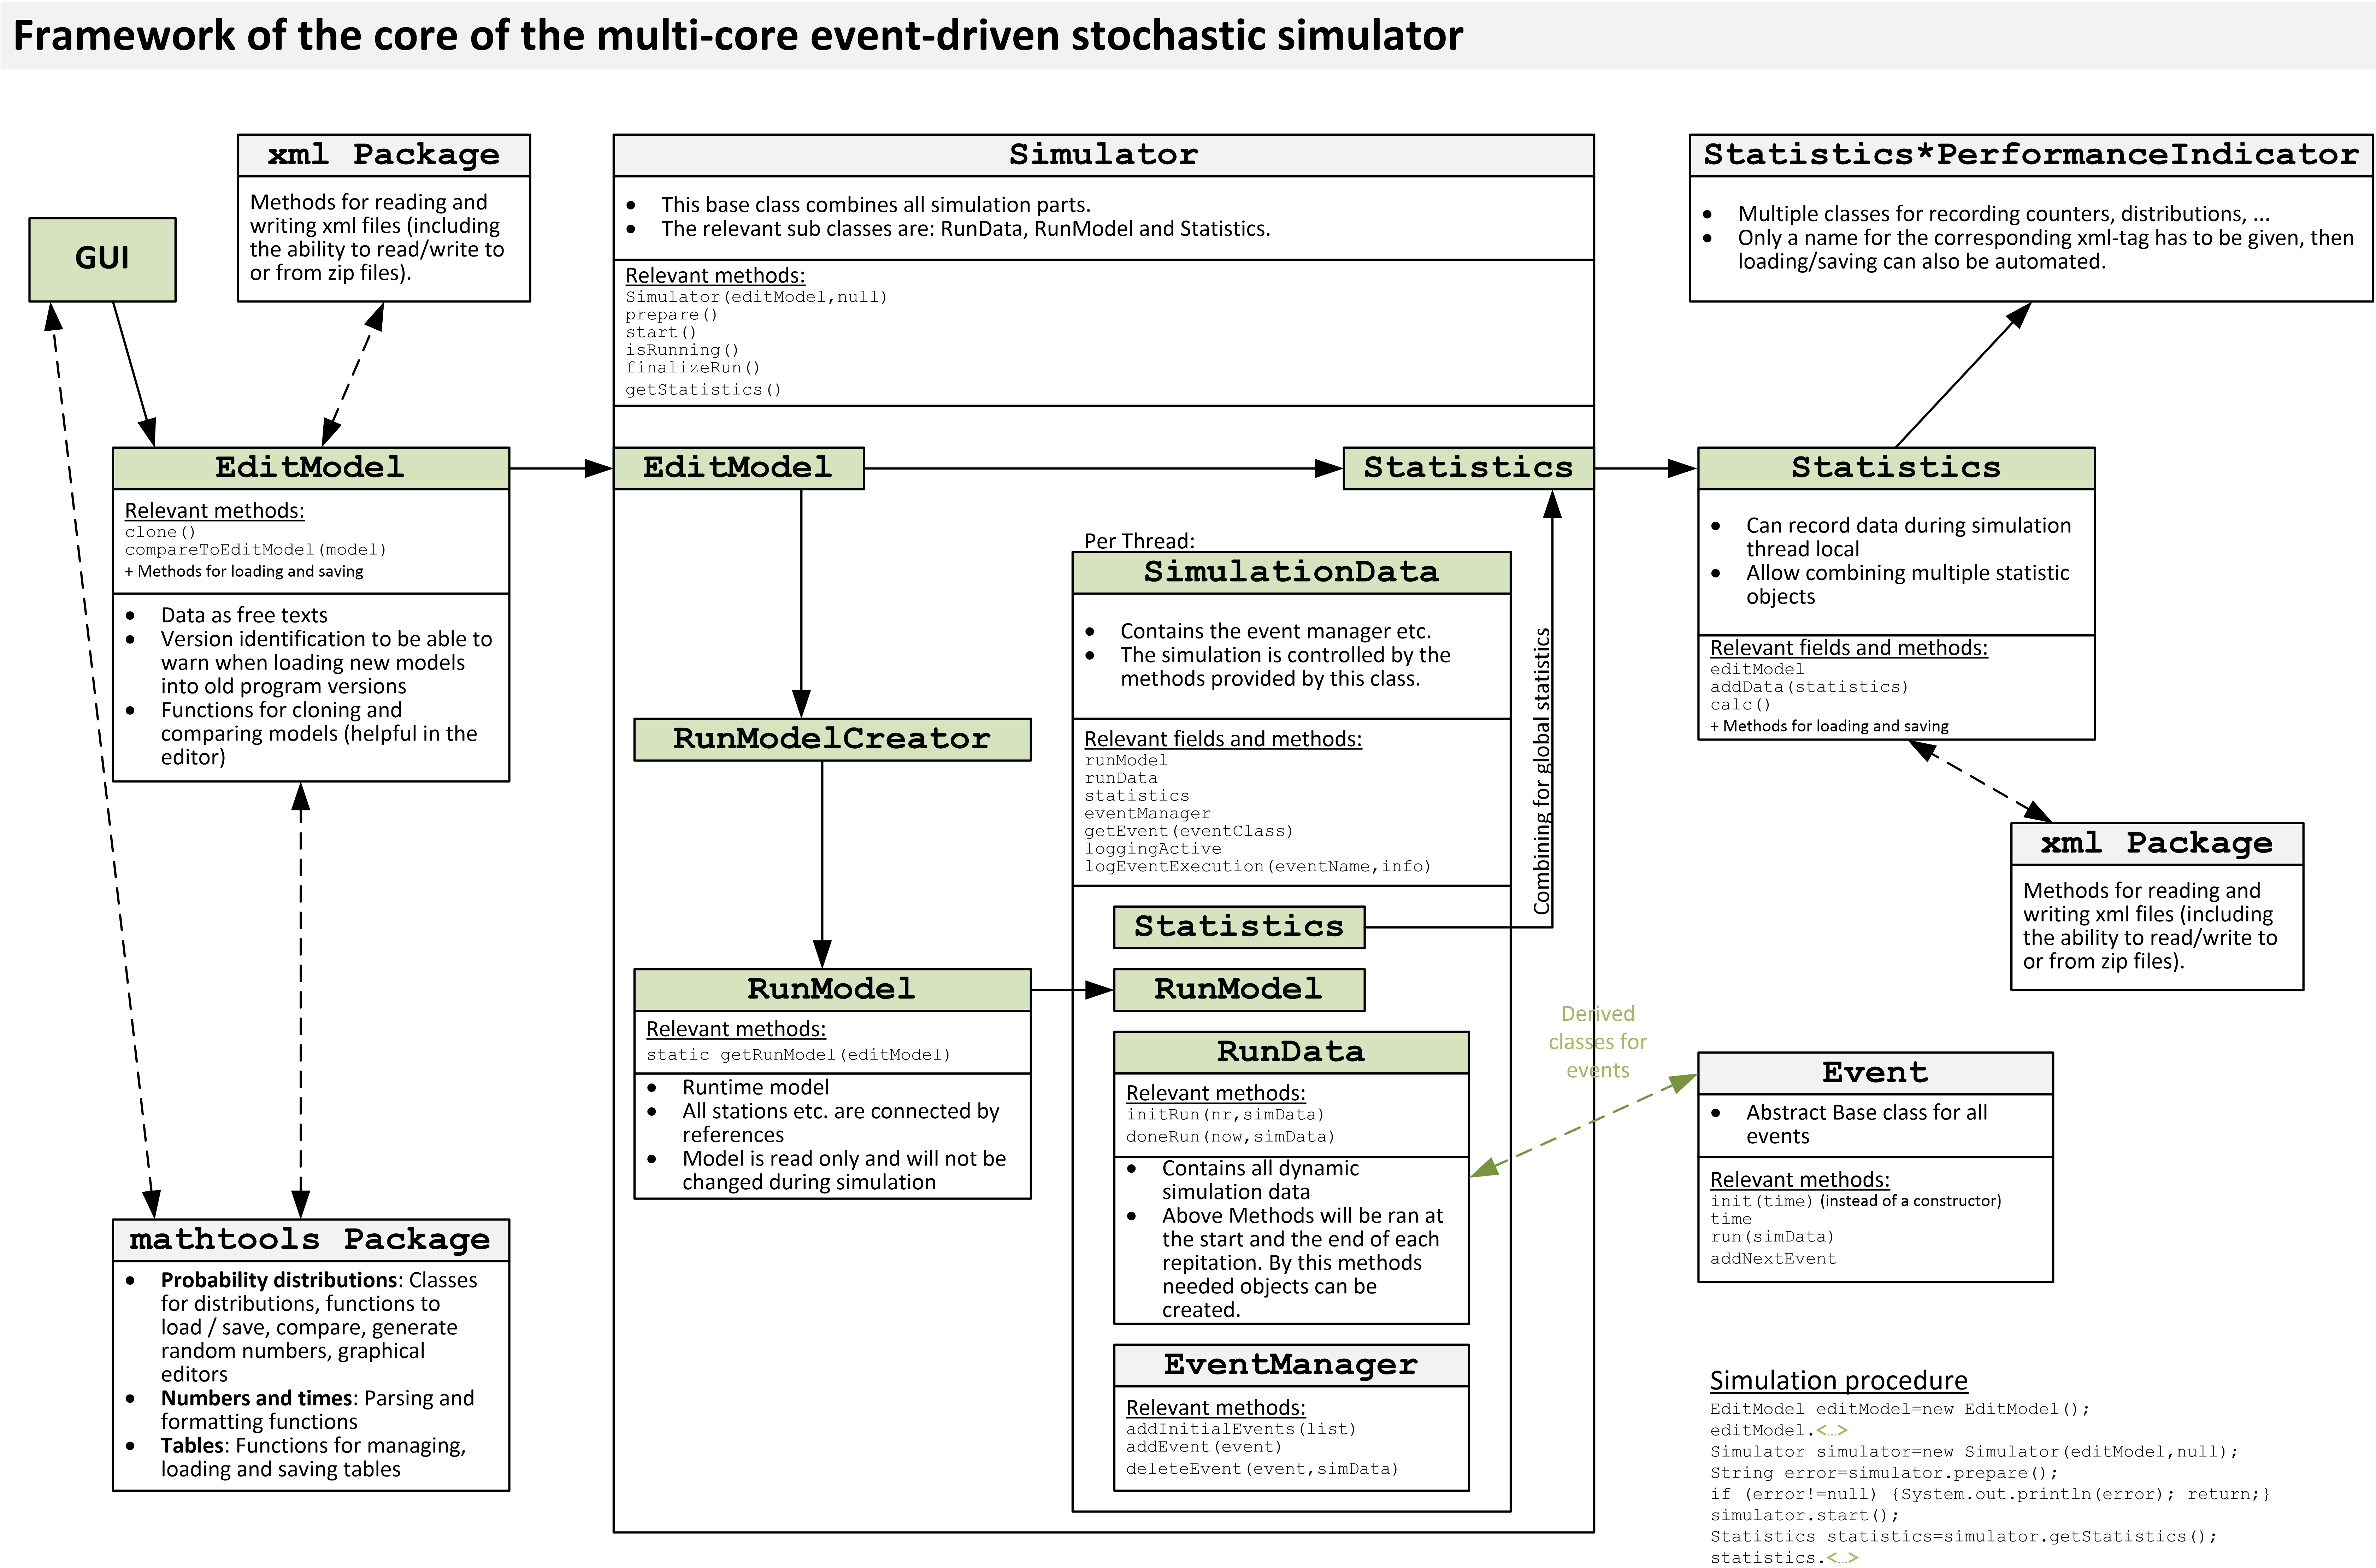 Framework of the core of the multi-core event-driven stochastic simulator
xml Package
Methods for reading and
writing xml files (including
the ability to read/write to
or from zip files).
GUI
EditModel
Relevant methods:
clone()
compareToEditModel(model)
+ Methods for loading and saving
• Data as free texts
• Version identification to be able to
warn when loading new models
into old program versions
• Functions for cloning and
comparing models (helpful in the
editor)
mathtools Package
• Probability distributions: Classes
for distributions, functions to
load / save, compare, generate
random numbers, graphical
editors
• Numbers and times: Parsing and
formatting functions
• Tables: Functions for managing,
loading and saving tables
Simulator
• This base class combines all simulation parts.
• The relevant sub classes are: RunData, RunModel and Statistics.
Relevant methods:
Simulator(editModel,null)
prepare()
start()
isRunning()
finalizeRun()
getStatistics()
EditModel
Statistics
RunModelCreator
RunModel
Relevant methods:
static getRunModel(editModel)
• Runtime model
• All stations etc. are connected by
references
• Model is read only and will not be
changed during simulation
Per Thread:
SimulationData
• Contains the event manager etc.
• The simulation is controlled by the
methods provided by this class.
Relevant fields and methods:
runModel
runData
statistics
eventManager
getEvent(eventClass)
loggingActive
logEventExecution(eventName,info)
Statistics
Combining for global statistics
RunModel
RunData
Relevant methods:
initRun(nr,simData)
doneRun(now,simData)
• Contains all dynamic
simulation data
• Above Methods will be ran at
the start and the end of each
repitation. By this methods
needed objects can be
created.
EventManager
Relevant methods:
addInitialEvents(list)
addEvent(event)
deleteEvent(event,simData)
Statistics*PerformanceIndicator
• Multiple classes for recording counters, distributions, ...
• Only a name for the corresponding xml-tag has to be given, then
loading/saving can also be automated.
Statistics
• Can record data during simulation
thread local
• Allow combining multiple statistic
objects
Relevant fields and methods:
editModel
addData(statistics)
calc()
+ Methods for loading and saving
xml Package
Methods for reading and
writing xml files (including
the ability to read/write to
or from zip files).
Derived
classes for
events
Event
• Abstract Base class for all
events
Relevant methods:
init(time) (instead of a constructor)
time
run(simData)
addNextEvent
Simulation procedure
EditModel editModel=new EditModel();
editModel.<…>
Simulator simulator=new Simulator(editModel,null);
String error=simulator.prepare();
if (error!=null) {System.out.println(error); return;}
simulator.start();
Statistics statistics=simulator.getStatistics();
statistics.<…>